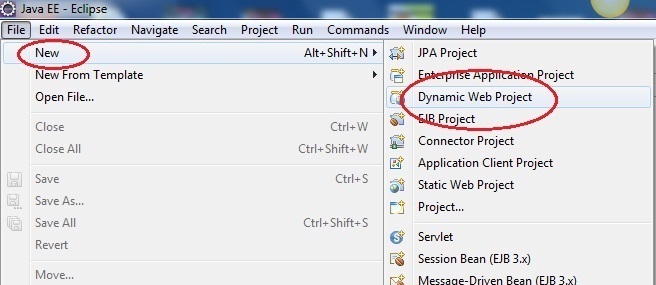 Java EE - Eclipse
File Edit Refactor Navigate Search Project Run Commands Window Help
New Alt+Shift+N
New From Template
Open File...
Close Ctrl+W
Close All Ctrl+Shift+W
Save Ctrl+S
Save As...
Save All Ctrl+Shift+S
Revert
Move...
JPA Project
Enterprise Application Project
Dynamic Web Project
EJB Project
Connector Project
Application Client Project
Static Web Project
Project...
Servlet
Session Bean (EJB 3.x)
Message-Driven Bean (EJB 3.x)